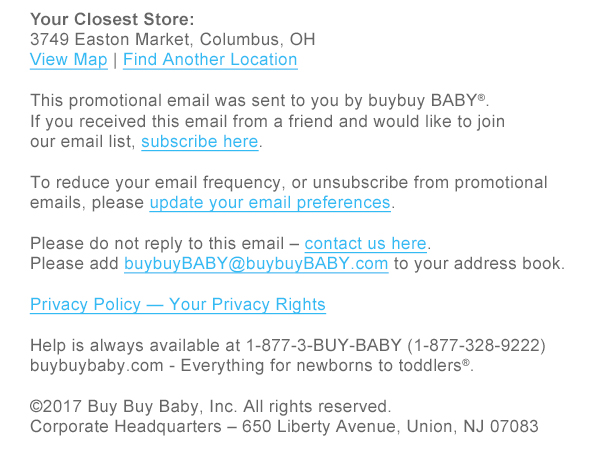 Your Closest Store:
3749 Easton Market, Columbus, OH
View Map | Find Another Location
This promotional email was sent to you by buybuy BABY®.
If you received this email from a friend and would like to join
our email list, subscribe here.
To reduce your email frequency, or unsubscribe from promotional
emails, please update your email preferences.
Please do not reply to this email – contact us here.
Please add buybuyBABY@buybuyBABY.com to your address book.
Privacy Policy — Your Privacy Rights
Help is always available at 1-877-3-BUY-BABY (1-877-328-9222)
buybuybaby.com - Everything for newborns to toddlers®.
©2017 Buy Buy Baby, Inc. All rights reserved.
Corporate Headquarters – 650 Liberty Avenue, Union, NJ 07083